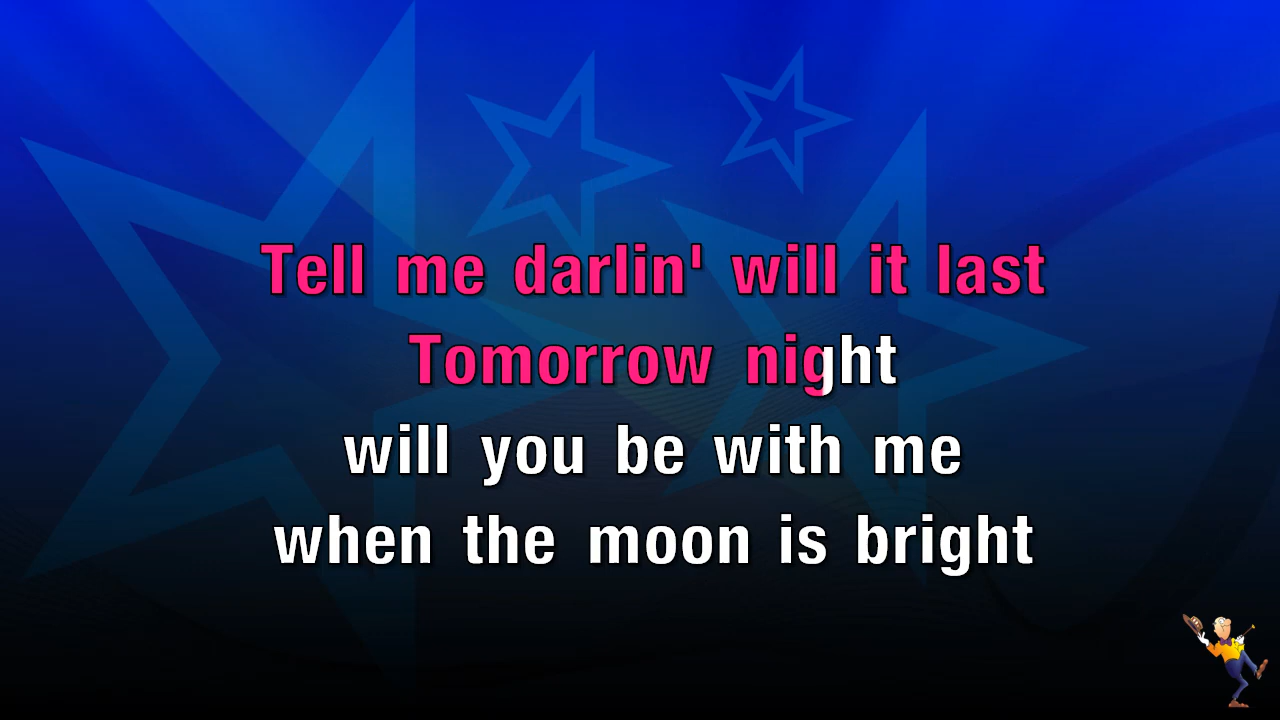 Tell me darlin' will it last
Tomorrow night
will you be with me
when the moon is bright